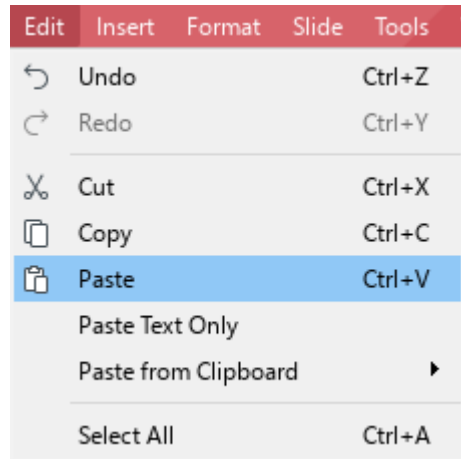 Edit Insert Format Slide Tools
Undo Ctrl+Z
Redo Ctrl+Y
Cut Ctrl+X
Copy Ctrl+C
Paste Ctrl+V
Paste Text Only
Paste from Clipboard
Select All Ctrl+A